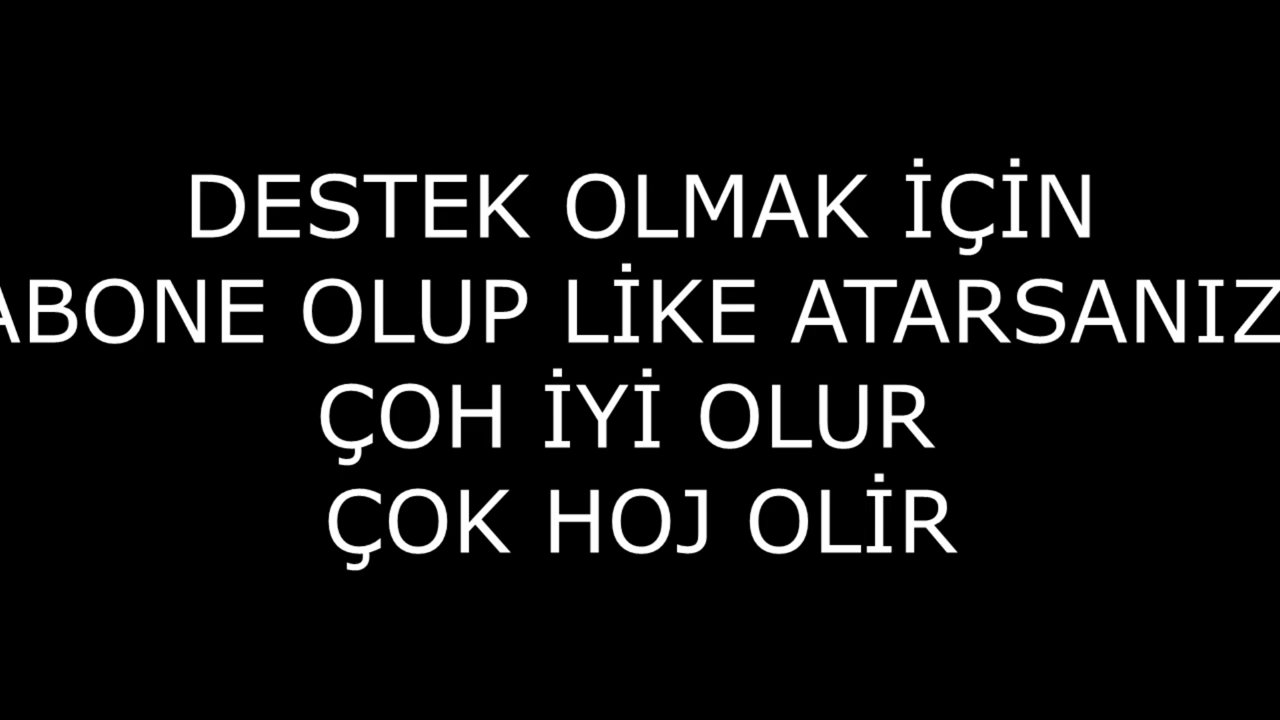 DESTEK OLMAK İÇİN
ABONE OLUP LİKE ATARSANIZ
ÇOH İYİ OLUR
ÇOK HOJ OLİR